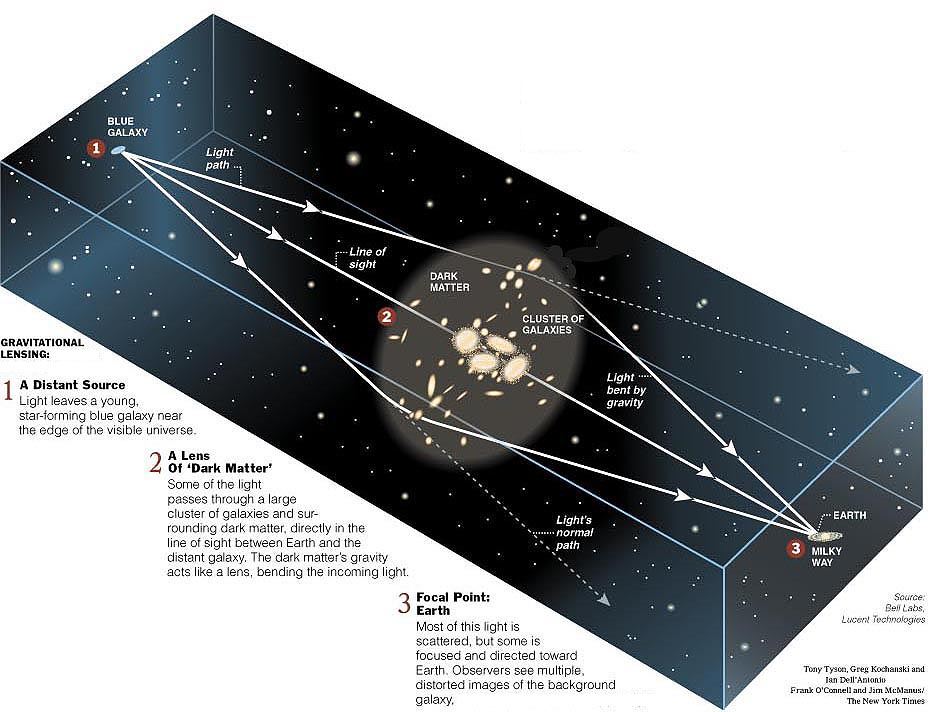 BLUE
GALAXY
1
Light
path
Line of
sight
DARK
MATTER
2
CLUSTER OF
GALAXIES
Light
bent by
gravity
Light's
normal
path
EARTH
3
MILKY
WAY
GRAVITATIONAL
LENSING:
1 A Distant Source
Light leaves a young,
star-forming blue galaxy near
the edge of the visible universe.
2 A Lens
Of ‘Dark Matter’
Some of the light
passes through a large
cluster of galaxies and sur-
rounding dark matter, directly in the
line of sight between Earth and the
distant galaxy. The dark matter's gravity
acts like a lens, bending the incoming light.
3 Focal Point:
Earth
Most of this light is
scattered, but some is
focused and directed toward
Earth. Observers see multiple,
distorted images of the background
galaxy,
Source:
Bell Labs,
Lucent Technologies
Tony Tyson, Greg Kochanski and
Ian Dell'Antonio
Frank O'Connell and Jim McManus/
The New York Times